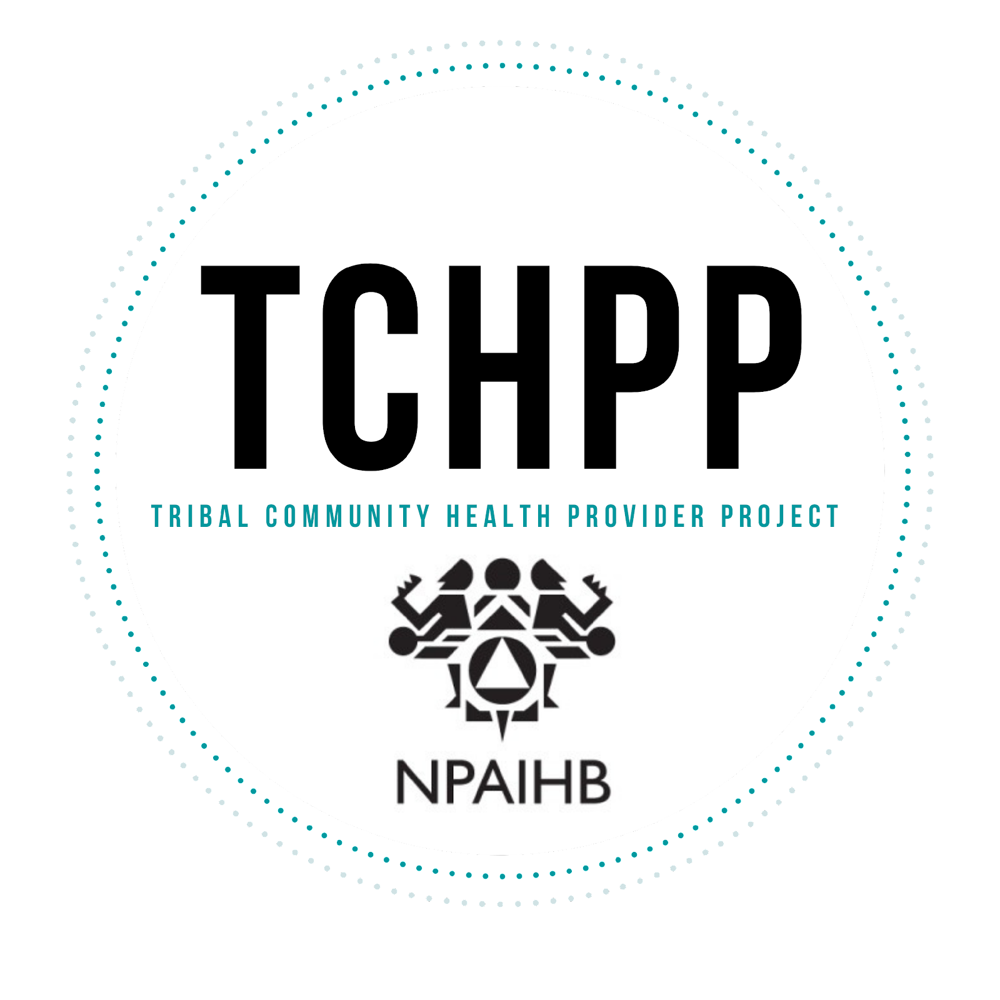 TCHPP
TRIBAL COMMUNITY HEALTH PROVIDER PROJECT
NPAIHB